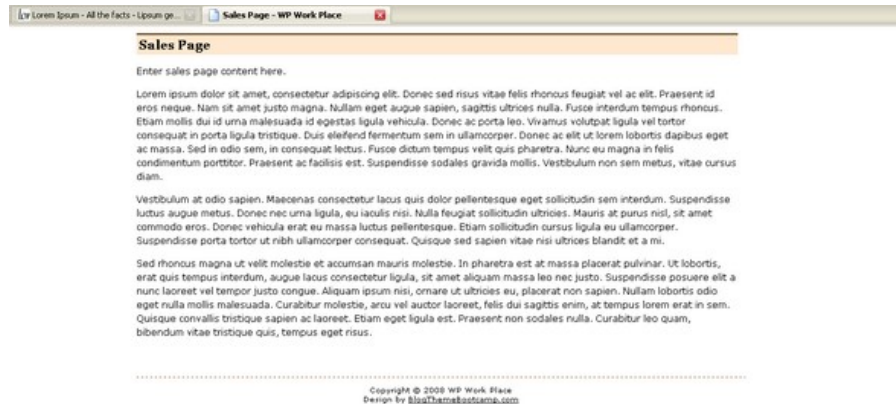 Lorem Ipsum - All the facts - Lipsum ge...
Sales Page - WP Work Place
Sales Page
Enter sales page content here.
Lorem ipsum dolor sit amet, consectetur adipiscing elit. Donec sed risus vitae felis rhoncus feugiat vel ac elit. Praesent id
eros neque. Nam sit amet justo magna. Nullam eget augue sapien, sagittis ultrices nulla. Fusce interdum tempus rhoncus.
Etiam mollis dui id urna malesuada id egestas ligula vehicula. Donec ac porta leo. Vivamus volutpat ligula vel tortor
consequat in porta ligula tristique. Duis eleifend fermentum sem in ullamcorper. Donec ac elit ut lorem lobortis dapibus eget
ac massa. Sed in odio sem, in consequat lectus. Fusce dictum tempus velit quis pharetra. Nunc eu magna in felis
condimentum porttitor. Praesent ac facilisis est. Suspendisse sodales gravida mollis. Vestibulum non sem metus, vitae cursus
diam.
Vestibulum at odio sapien. Maecenas consectetur lacus quis dolor pellentesque eget sollicitudin sem interdum. Suspendisse
luctus augue metus. Donec nec urna ligula, eu iaculis nisi. Nulla feugiat sollicitudin ultricies. Mauris at purus nisl, sit amet
commodo eros. Donec vehicula erat eu massa luctus pellentesque. Etiam sollicitudin cursus ligula eu ullamcorper.
Suspendisse porta tortor ut nibh ullamcorper consequat. Quisque sed sapien vitae nisi ultrices blandit et a mi.
Sed rhoncus magna ut velit molestie et accumsan mauris molestie. In pharetra est at massa placerat pulvinar. Ut lobortis,
erat quis tempus interdum, augue lacus consectetur ligula, sit amet aliquam massa leo nec justo. Suspendisse posuere elit a
nunc laoreet vel tempor justo congue. Aliquam ipsum nisi, ornare ut ultricies eu, placerat non sapien. Nullam lobortis odio
eget nulla mollis malesuada. Curabitur molestie, arcu vel auctor laoreet, felis dui sagittis enim, at tempus lorem erat in sem.
Quisque convallis tristique sapien ac laoreet. Etiam eget ligula est. Praesent non sodales nulla. Curabitur leo quam,
bibendum vitae tristique quis, tempus eget risus.
Copyright © 2008 WP Work Place
Design by BlogThemeBootcamp.com